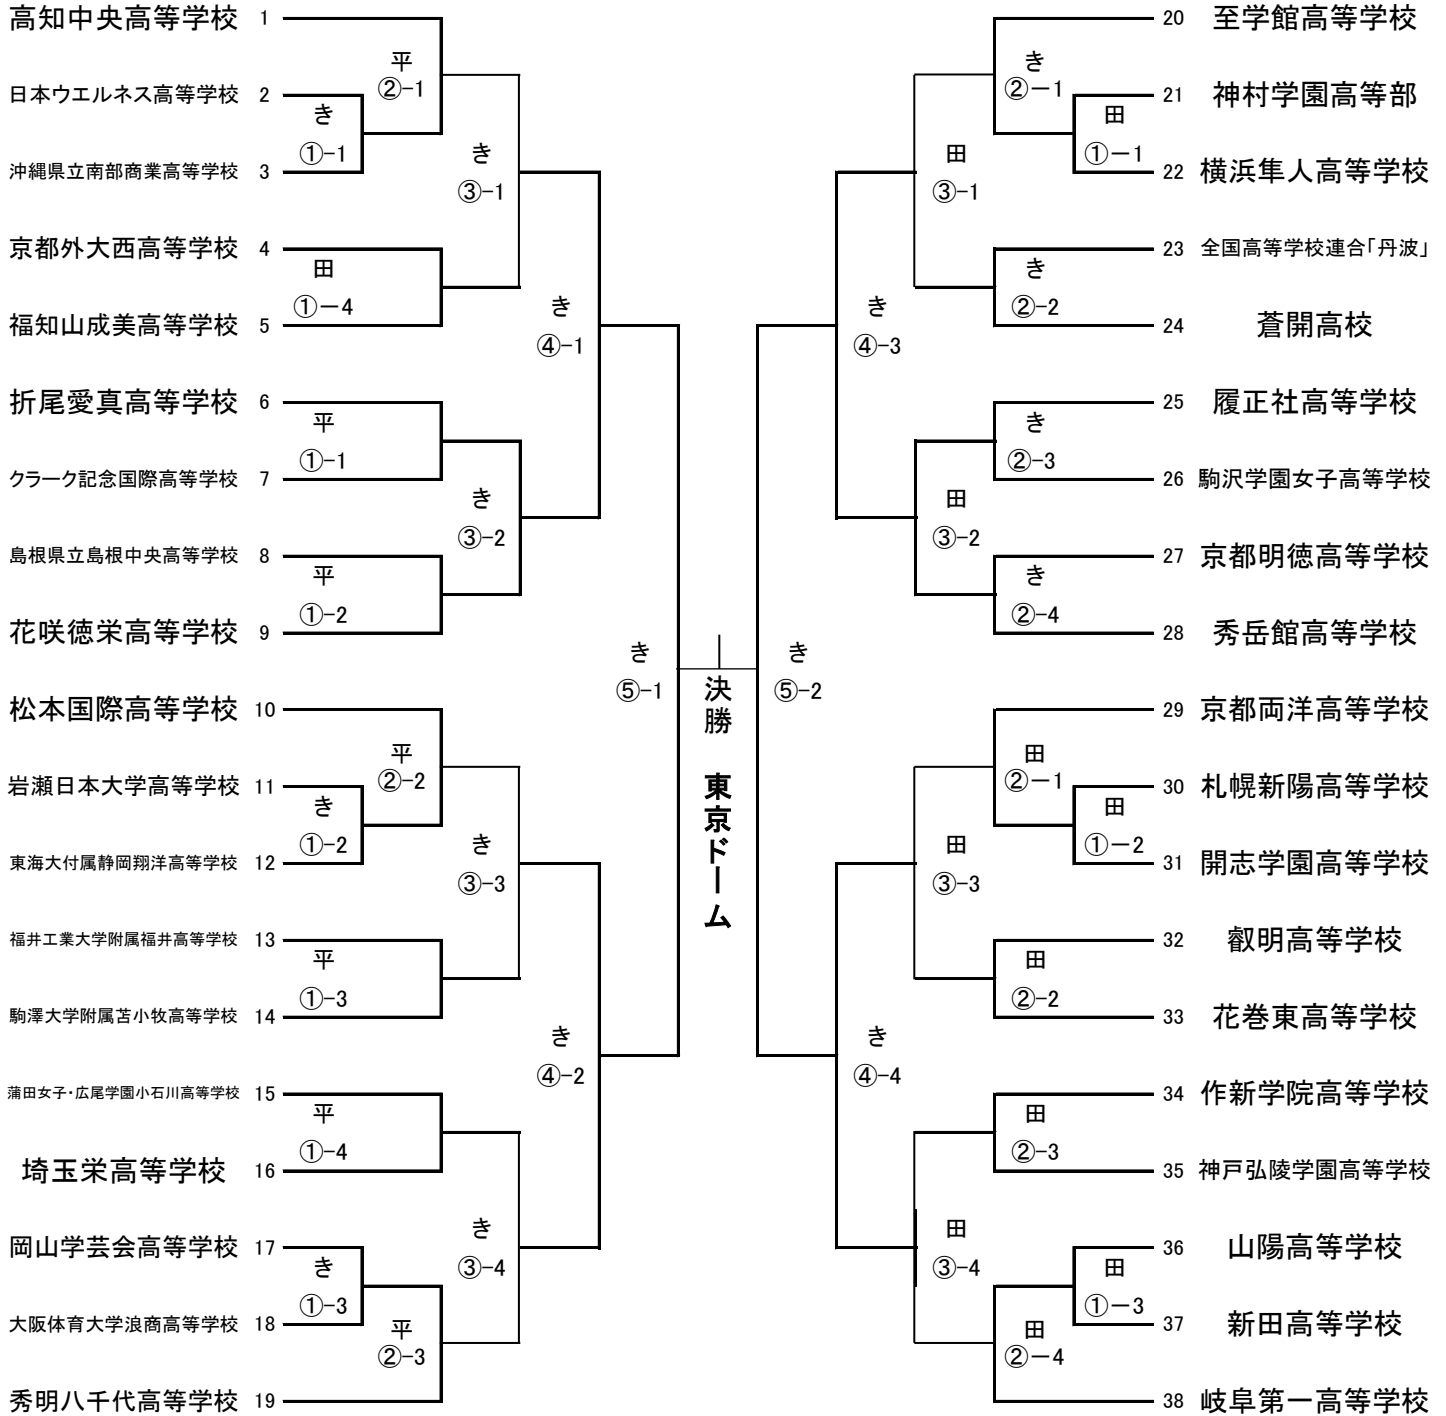 高知中央高等学校 1
平
②-1
日本ウエルネス高等学校 2
き
①-1
沖縄県立南部商業高等学校 3
き
③-1
京都外大西高等学校 4
田
①－4
福知山成美高等学校 5
き
④-1
折尾愛真高等学校 6
平
①-1
クラーク記念国際高等学校 7
き
③-2
島根県立島根中央高等学校 8
平
①-2
花咲徳栄高等学校 9
き
⑤-1
松本国際高等学校 10
平
②-2
岩瀬日本大学高等学校 11
き
①-2
東海大付属静岡翔洋高等学校 12
き
③-3
福井工業大学附属福井高等学校 13
平
①-3
駒澤大学附属苫小牧高等学校 14
き
④-2
蒲田女子・広尾学園小石川高等学校 15
平
①-4
埼玉栄高等学校 16
き
③-4
岡山学芸会高等学校 17
き
①-3
大阪体育大学浪商高等学校 18
平
②-3
秀明八千代高等学校 19
決勝 東京ドーム
20 至学館高等学校
き
②－1
21 神村学園高等部
田
①－1
22 横浜隼人高等学校
田
③-1
23 全国高等学校連合「丹波」
き
②-2
24 蒼開高校
き
④-3
25 履正社高等学校
き
②-3
26 駒沢学園女子高等学校
田
③-2
27 京都明徳高等学校
き
②-4
28 秀岳館高等学校
き
⑤-2
29 京都両洋高等学校
田
②－1
30 札幌新陽高等学校
田
①－2
31 開志学園高等学校
田
③-3
32 叡明高等学校
田
②-2
33 花巻東高等学校
き
④-4
34 作新学院高等学校
田
②-3
35 神戸弘陵学園高等学校
田
③-4
36 山陽高等学校
田
①－3
37 新田高等学校
田
②－4
38 岐阜第一高等学校